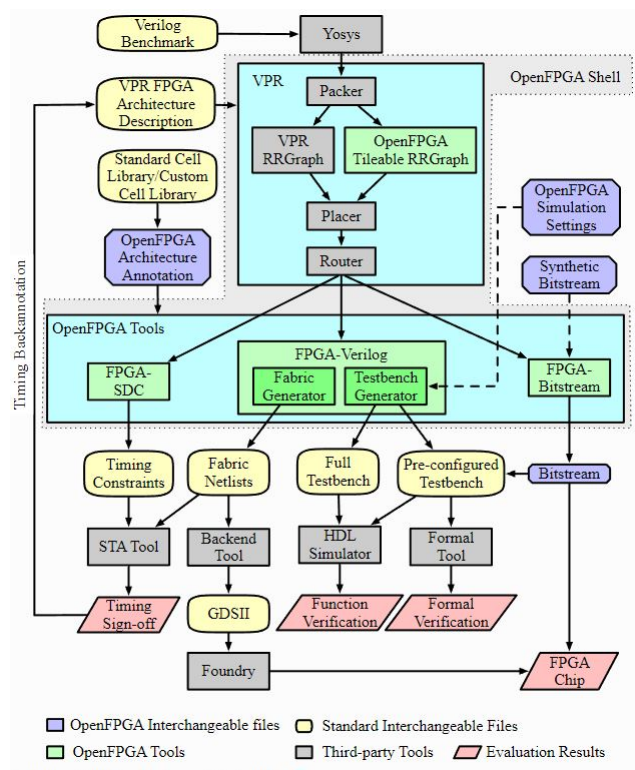 Verilog
Benchmark
Yosys
OpenFPGA Shell
VPR FPGA
Architecture
Description
VPR
Packer
VPR
RRGraph
OpenFPGA
Tileable RRGraph
Standard Cell
Library/Custom
Cell Library
Placer
OpenFPGA
Simulation
Settings
OpenFPGA
Architecture
Annotation
Router
Synthetic
Bitstream
Timing Backannotation
OpenFPGA Tools
FPGA-
SDC
FPGA-Verilog
Fabric
Generator
Testbench
Generator
FPGA-
Bitstream
Timing
Constraints
Fabric
Netlists
Full
Testbench
Pre-configured
Testbench
Bitstream
STA Tool
Backend
Tool
HDL
Simulator
Formal
Tool
Timing
Sign-off
GDSII
Function
Verification
Formal
Verification
Foundry
FPGA
Chip
OpenFPGA Interchangeable files
Standard Interchangeable Files
OpenFPGA Tools
Third-party Tools
Evaluation Results